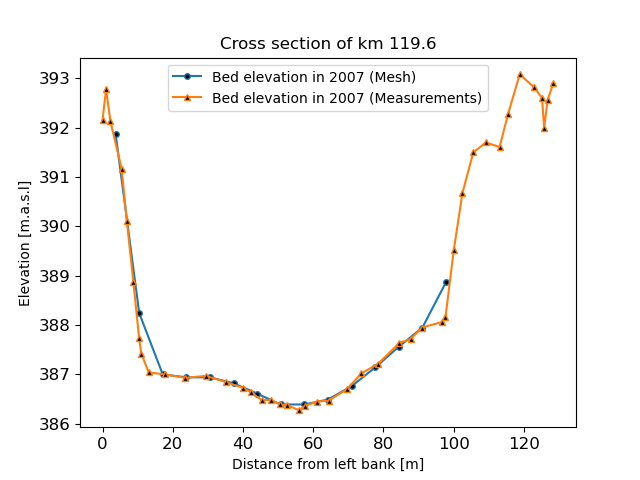 Cross section of km 119.6
Bed elevation in 2007 (Mesh)
Bed elevation in 2007 (Measurements)
Elevation [m.a.s.l]
393
392
391
390
389
388
387
386
0 20 40 60 80 100 120
Distance from left bank [m]